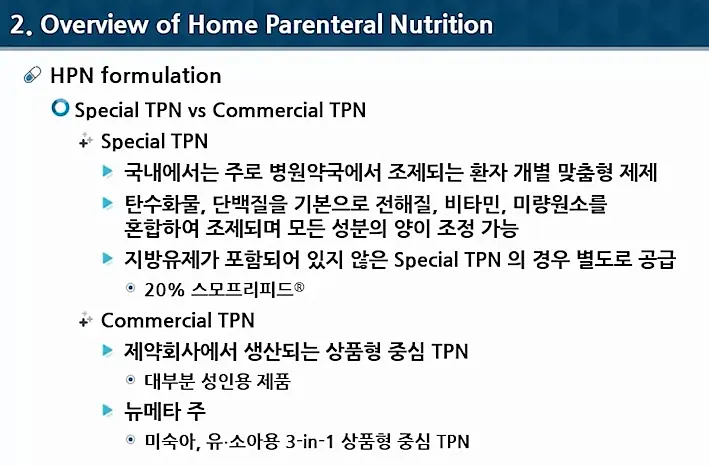 2. Overview of Home Parenteral Nutrition
HPN formulation
Special TPN vs Commercial TPN
Special TPN
국내에서는 주로 병원약국에서 조제되는 환자 개별 맞춤형 제제
탄수화물, 단백질을 기본으로 전해질, 비타민, 미량원소를
혼합하여 조제되며 모든 성분의 양이 조정 가능
지방유제가 포함되어 있지 않은 Special TPN 의 경우 별도로 공급
20% 스모프리피드®
Commercial TPN
제약회사에서 생산되는 상품형 중심 TPN
대부분 성인용 제품
뉴메타 주
미숙아, 유·소아용 3-in-1 상품형 중심 TPN